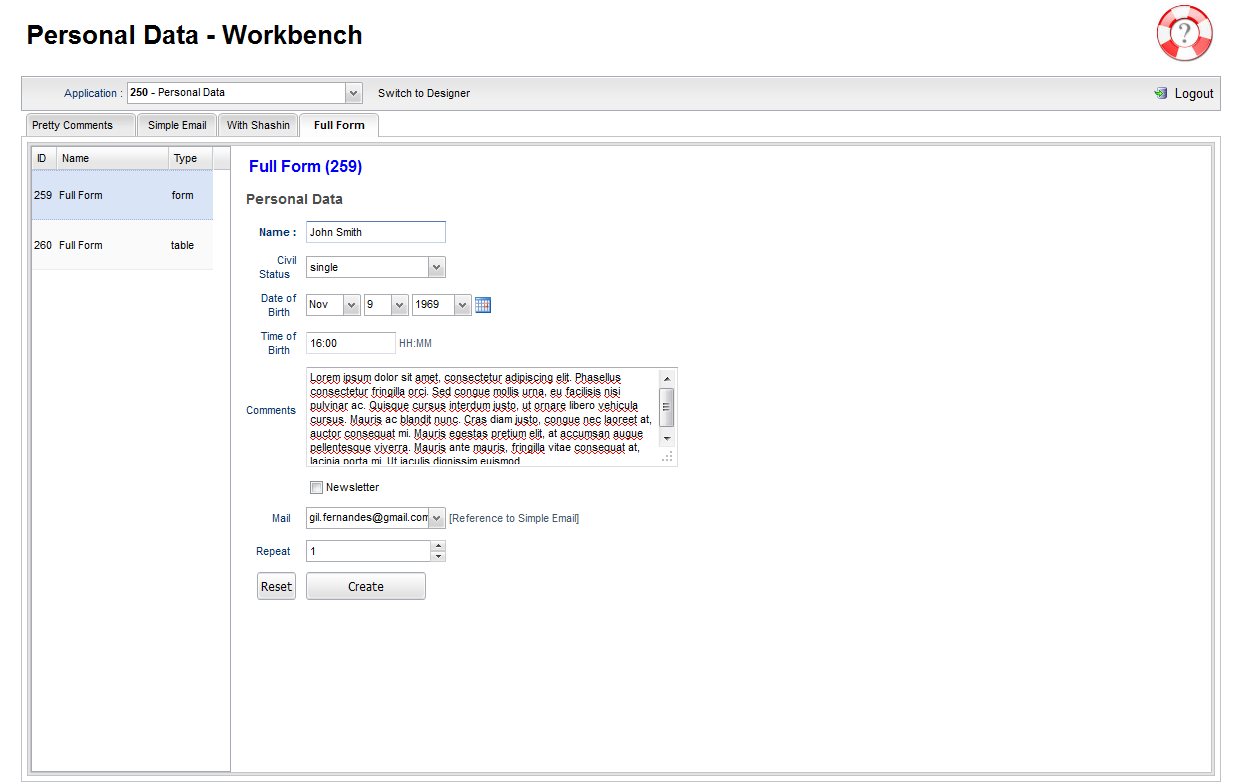 Personal Data - Workbench
?
Application : 250 - Personal Data Switch to Designer Logout
Pretty Comments Simple Email With Shashin Full Form
ID Name Type
259 Full Form form
260 Full Form table
Full Form (259)
Personal Data
Name : John Smith
Civil Status single
Date of Birth Nov 9 1969
Time of Birth 16:00 HH:MM
Comments
Lorem ipsum dolor sit amet, consectetur adipiscing elit. Phasellus
consectetur fringilla orci. Sed congue mollis urna, eu facilisis nisi
pulvinar ac. Quisque cursus interdum justo, ut ornare libero vehicula
cursus. Mauris ac blandit nunc. Cras diam justo, congue nec laoreet at,
auctor consequat mi. Mauris egestas pretium elit, at accumsan augue
pellentesque viverra. Mauris ante mauris, fringilla vitae consequat at,
lacinia porta mi. Ut iaculis dignissim euismod
Newsletter
Mail gil.fernandes@gmail.com [Reference to Simple Email]
Repeat 1
Reset Create